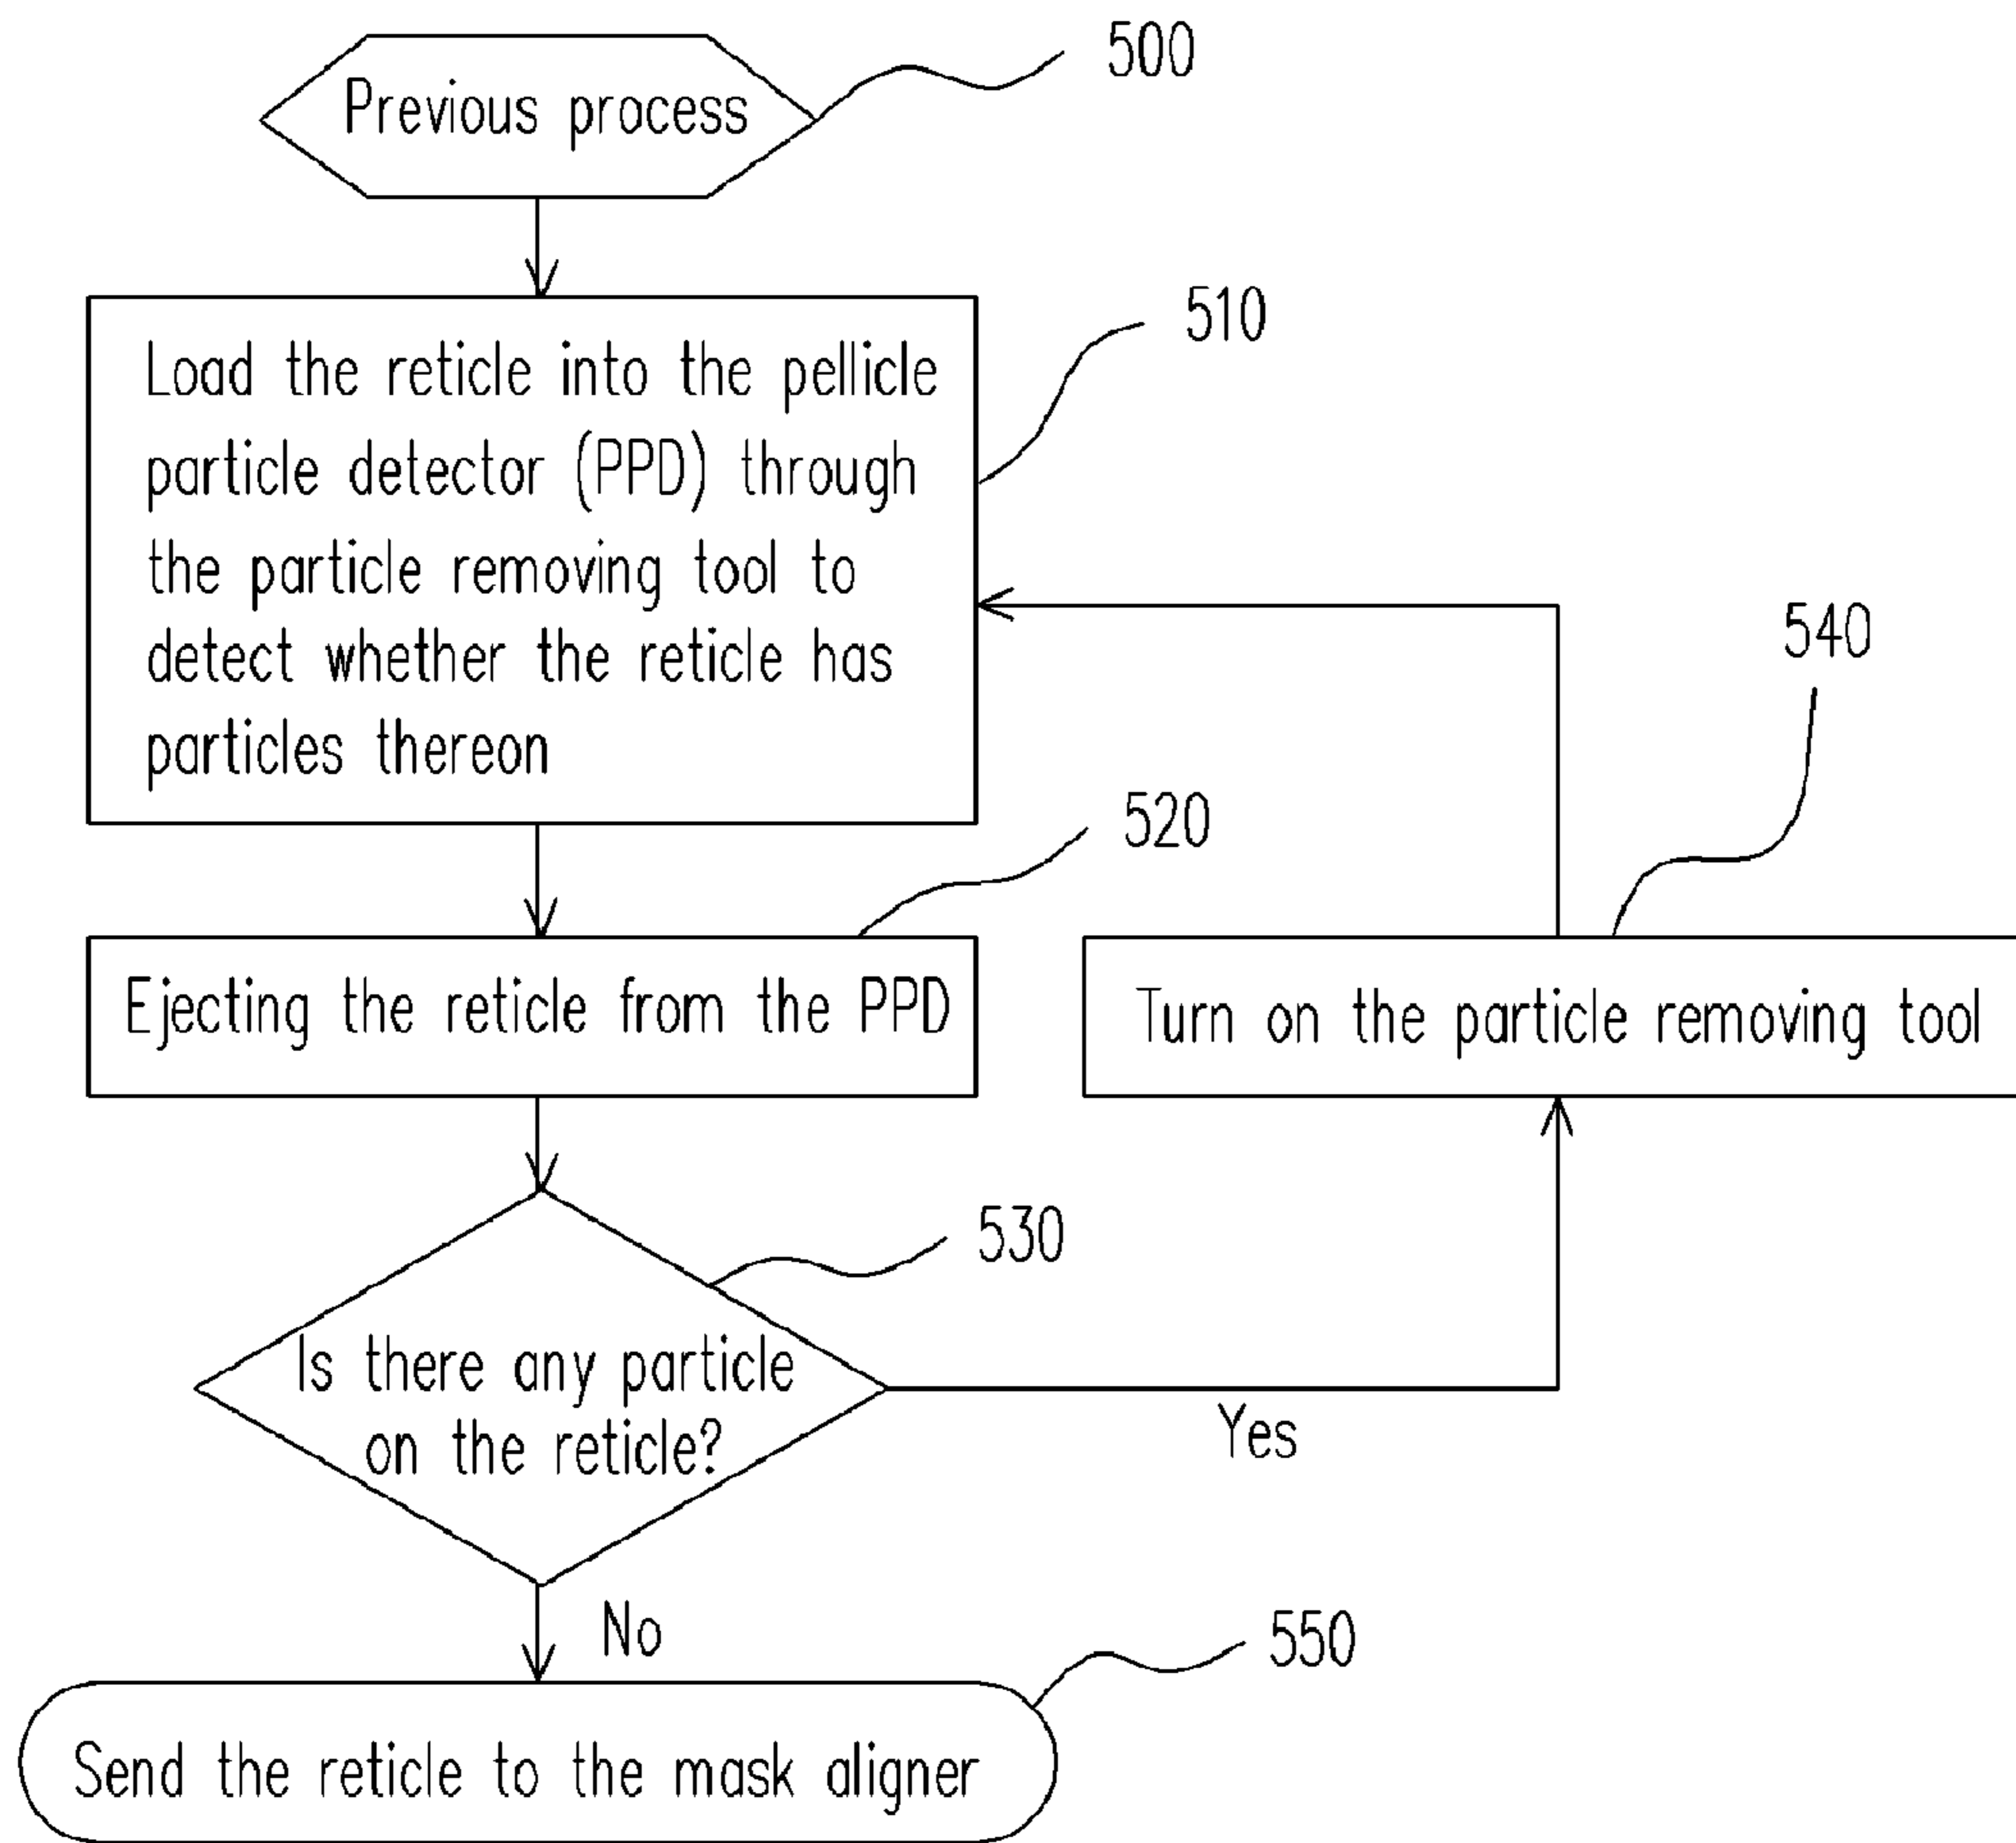 Previous process
500
Load the reticle into the pellicle
particle detector (PPD) through
the particle removing tool to
detect whether the reticle has
particles thereon
510
520
Ejecting the reticle from the PPD
540
Turn on the particle removing tool
530
Is there any particle
on the reticle?
Yes
No
550
Send the reticle to the mask aligner